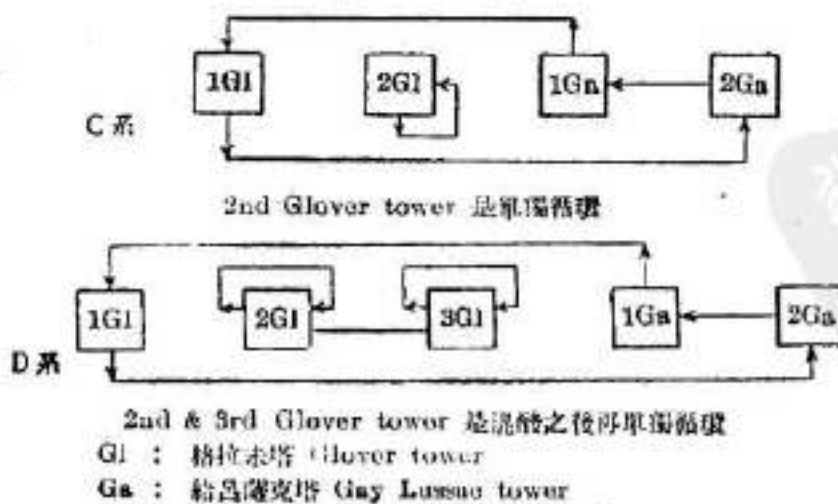 1Gl 2Gl 1Ga 2Ga
C系
2nd Glover tower 是單獨循環
1Gl 2Gl 3Gl 1Ga 2Ga
D系
2nd & 3rd Glover tower 是混酸之後再單獨循環
Gl : 格拉未塔 Glover tower
Ga : 給呂薩克塔 Gay Lussac tower